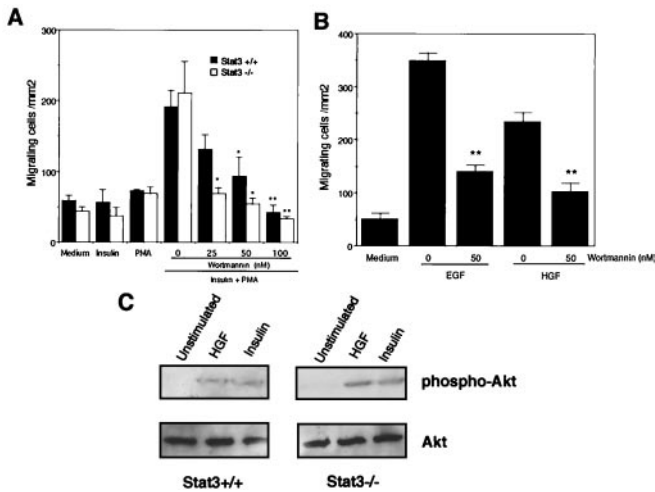 A
300
200
100
0
Migrating cells /mm2
Stat3 +/+
Stat3 -/-
*
*
*
**
**
Medium
Insulin
PMA
0
25
50
100
Wortmannin (nM)
Insulin + PMA
B
400
300
200
100
0
Migrating cells /mm2
**
**
Medium
0
50
0
50
Wortmannin (nM)
EGF
HGF
C
Unstimulated
HGF
Insulin
Unstimulated
HGF
Insulin
phospho-Akt
Akt
Stat3+/+
Stat3-/-